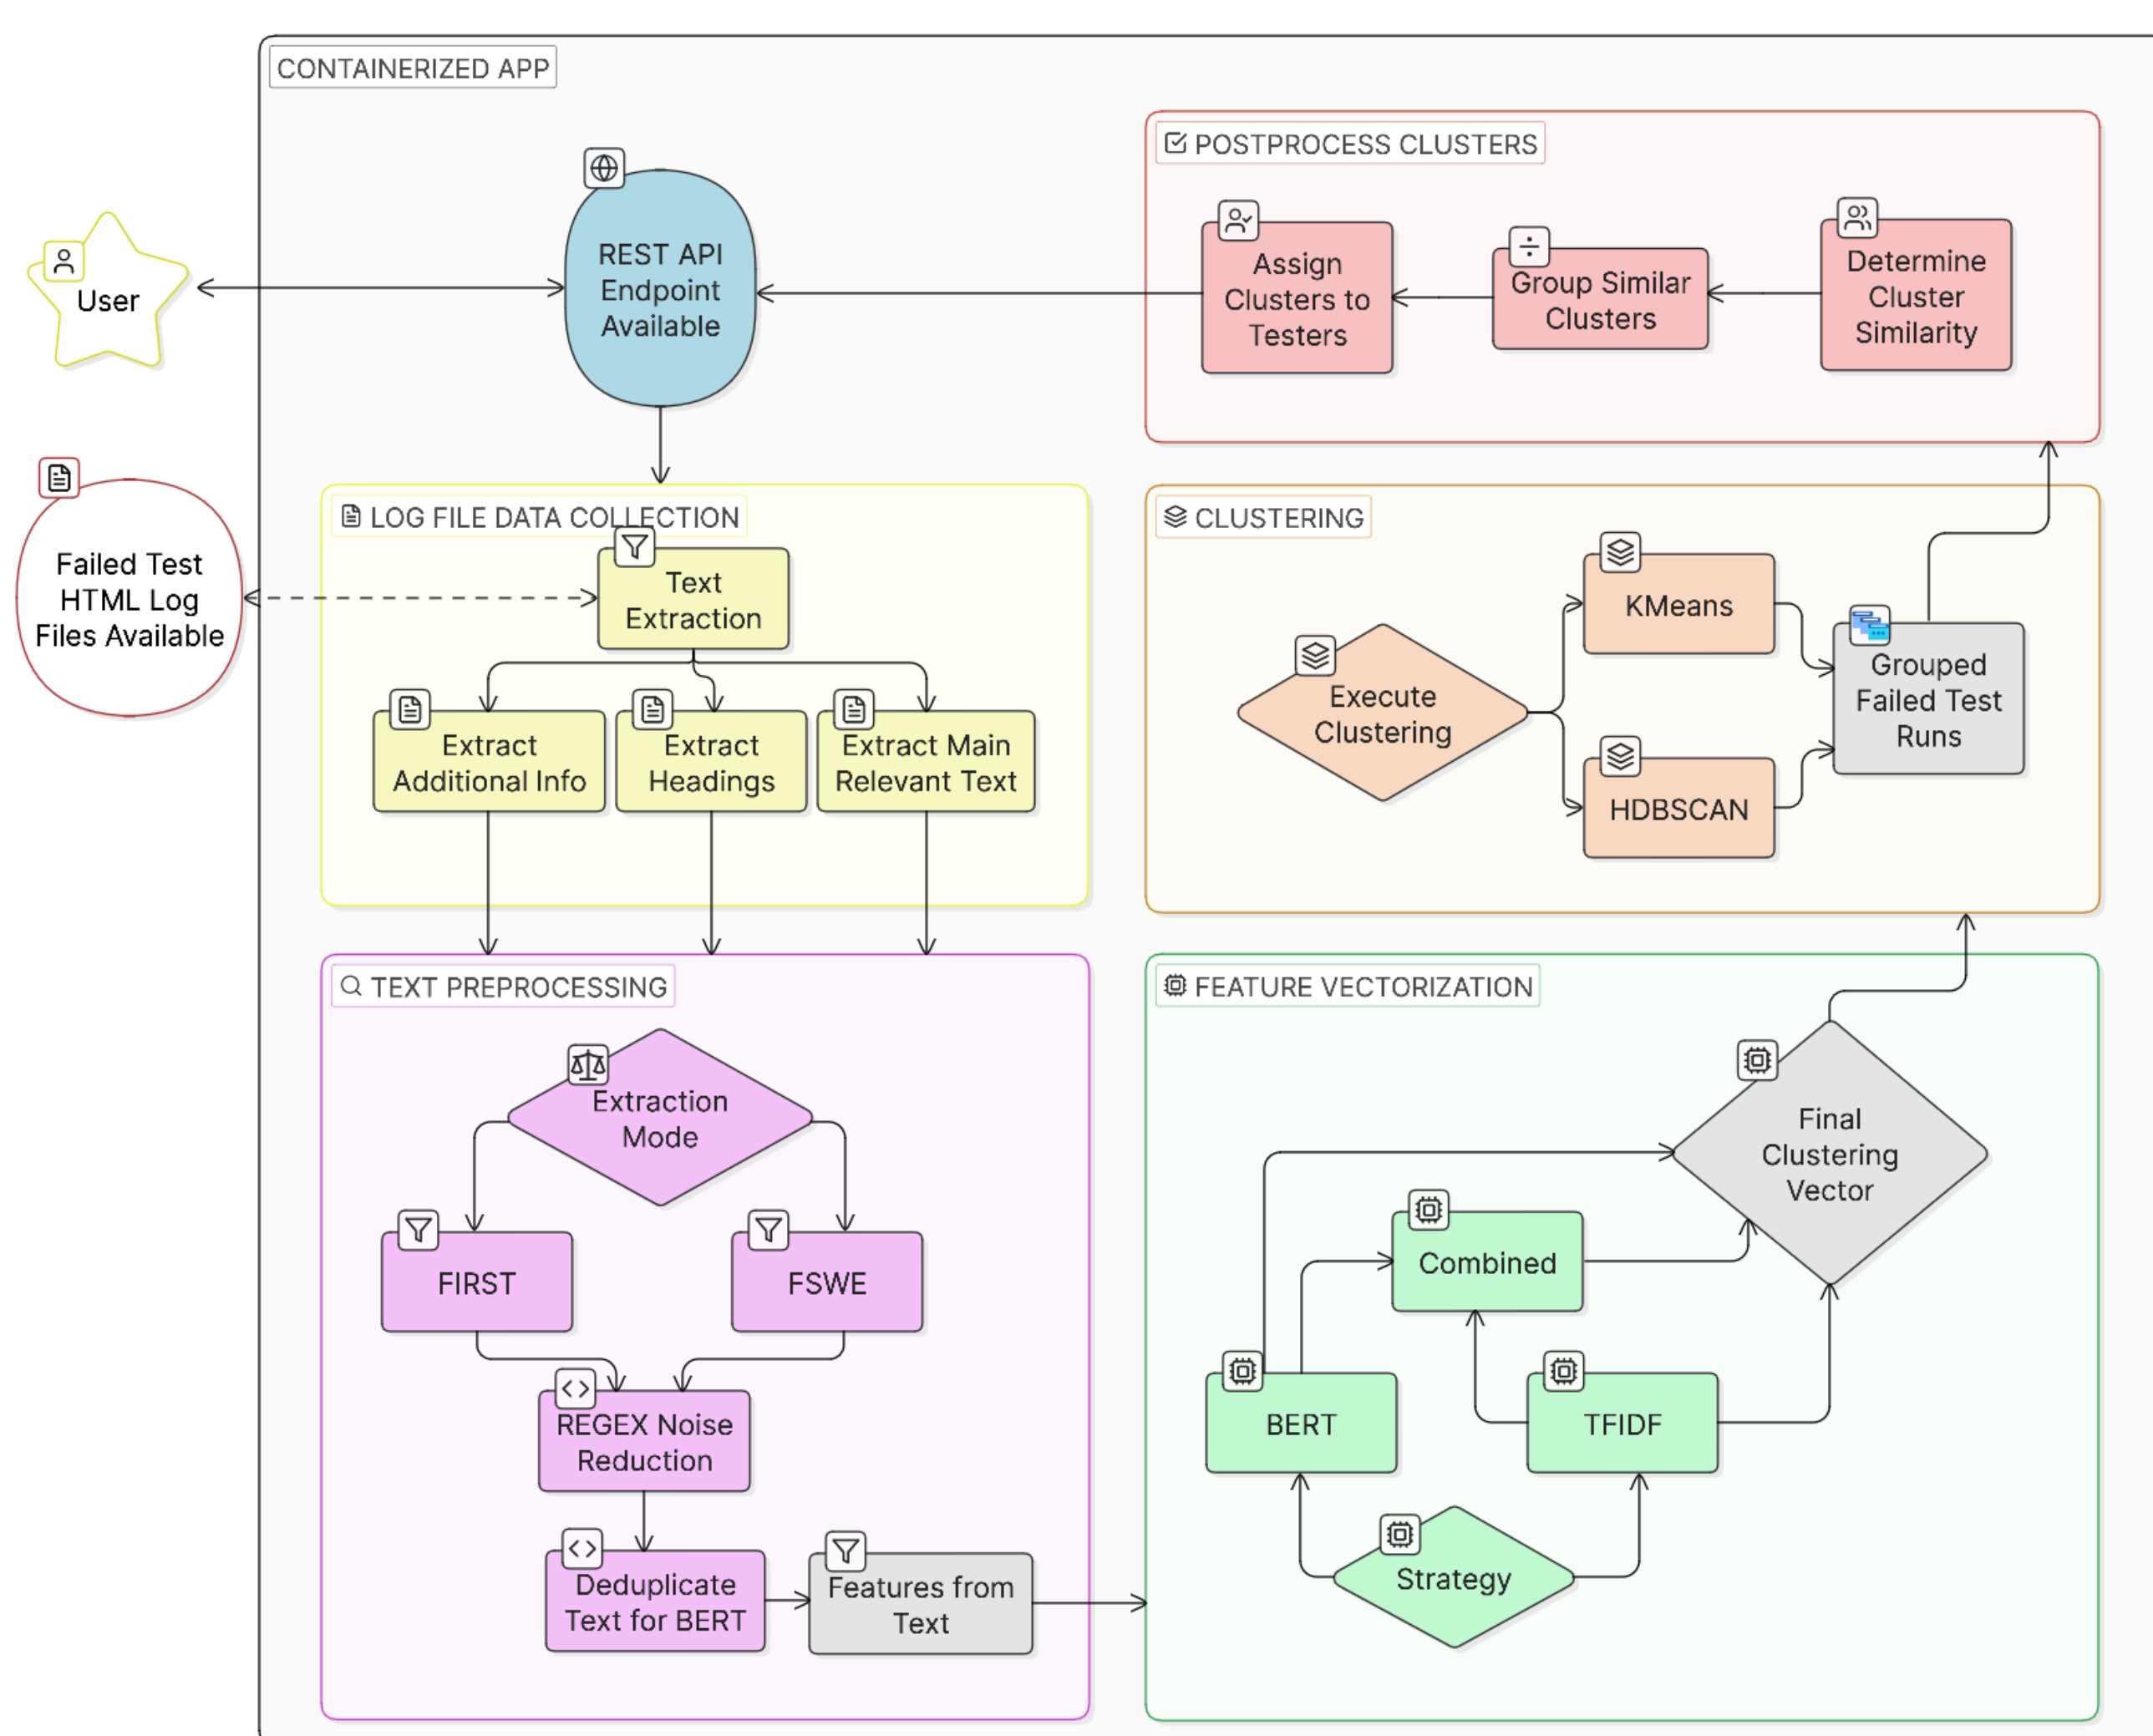 CONTAINERIZED APP
User
REST API
Endpoint
Available
POSTPROCESS CLUSTERS
Assign
Clusters to
Testers
Group Similar
Clusters
Determine
Cluster
Similarity
Failed Test
HTML Log
Files Available
LOG FILE DATA COLLECTION
Text
Extraction
Extract
Additional Info
Extract
Headings
Extract Main
Relevant Text
CLUSTERING
Execute
Clustering
KMeans
HDBSCAN
Grouped
Failed Test
Runs
TEXT PREPROCESSING
Extraction
Mode
FIRST
FSWE
REGEX Noise
Reduction
Deduplicate
Text for BERT
Features from
Text
FEATURE VECTORIZATION
Final
Clustering
Vector
Combined
BERT
TFIDF
Strategy